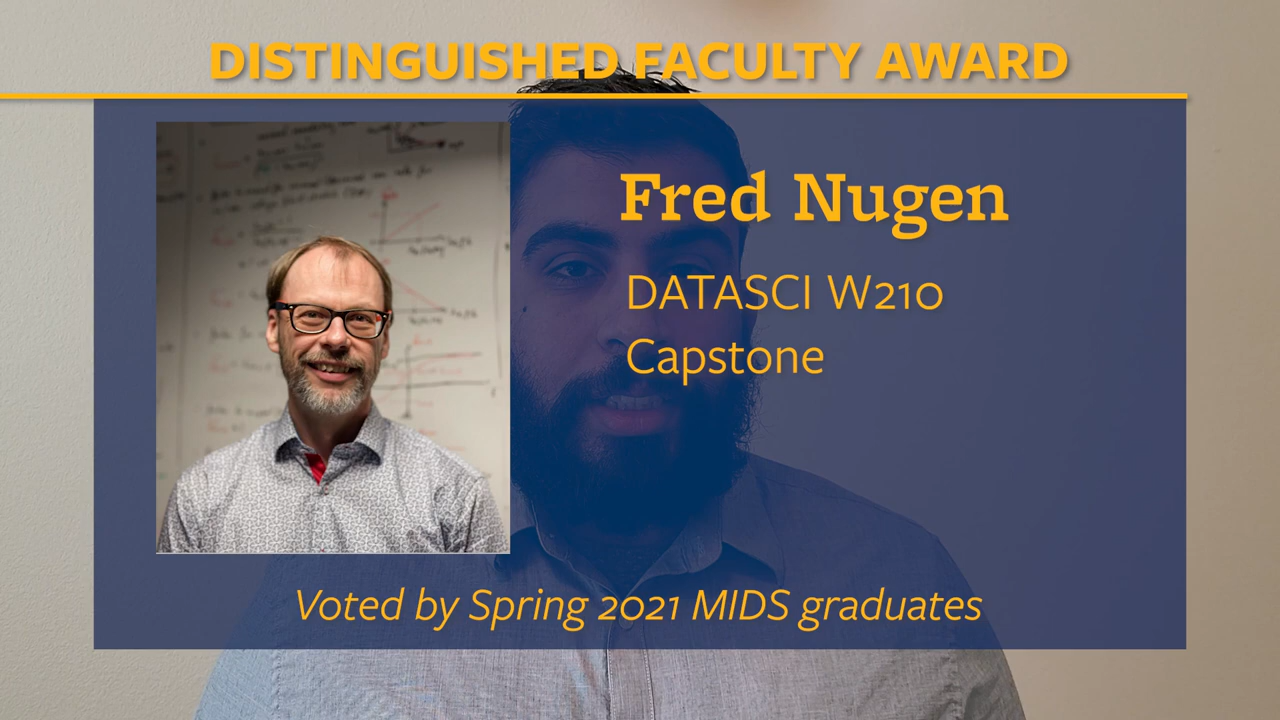 DISTINGUISHED FACULTY AWARD
Fred Nugen
DATASCI W210
Capstone
Voted by Spring 2021 MIDS graduates